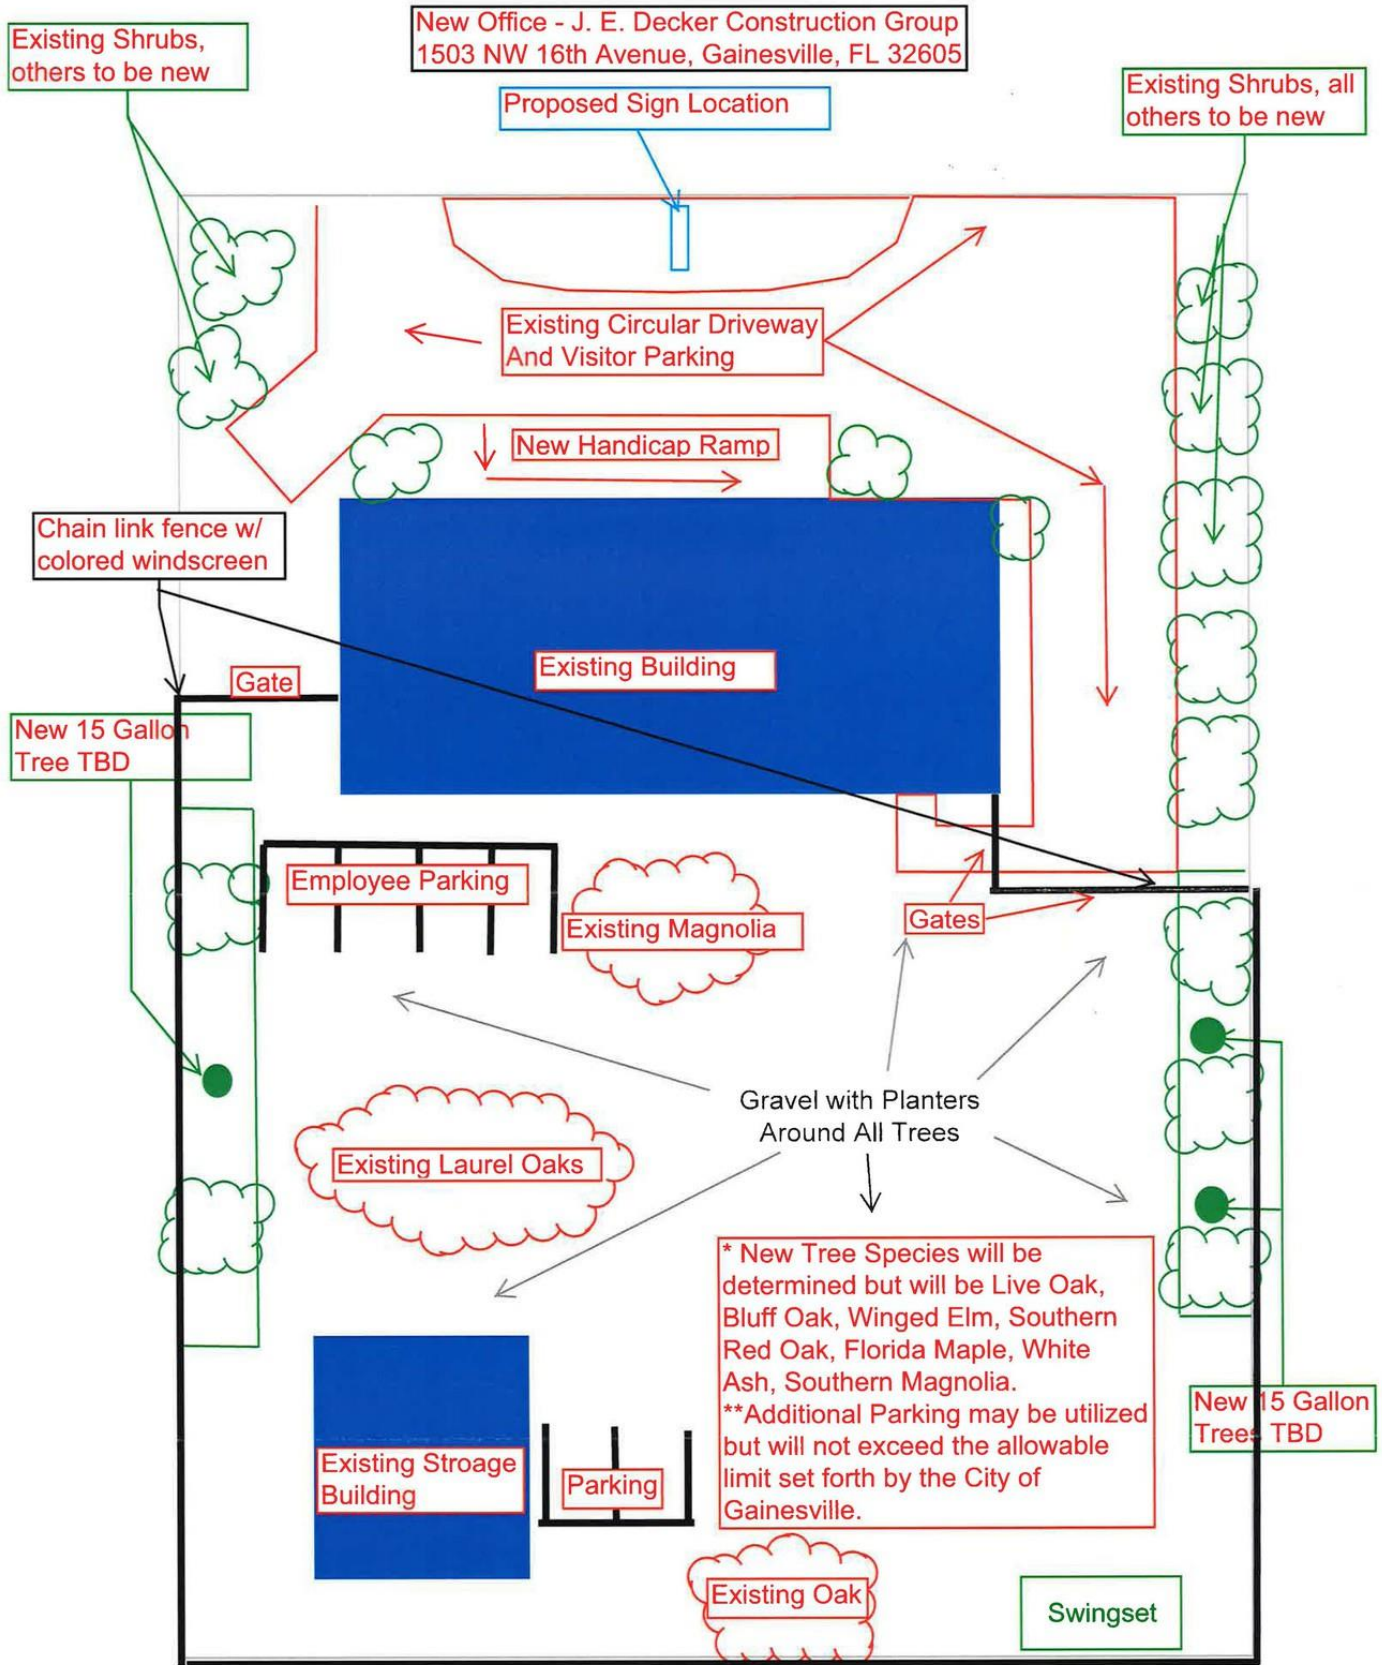 New Office - J. E. Decker Construction Group
1503 NW 16th Avenue, Gainesville, FL 32605
Existing Shrubs,
others to be new
Proposed Sign Location
Existing Shrubs, all
others to be new
Existing Circular Driveway
And Visitor Parking
New Handicap Ramp
Chain link fence w/
colored windscreen
Existing Building
Gate
New 15 Gallon
Tree TBD
Employee Parking
Existing Magnolia
Gates
Gravel with Planters
Around All Trees
Existing Laurel Oaks
* New Tree Species will be
determined but will be Live Oak,
Bluff Oak, Winged Elm, Southern
Red Oak, Florida Maple, White
Ash, Southern Magnolia.
**Additional Parking may be utilized
but will not exceed the allowable
limit set forth by the City of
Gainesville.
New 15 Gallon
Trees TBD
Existing Stroage
Building
Parking
Existing Oak
Swingset